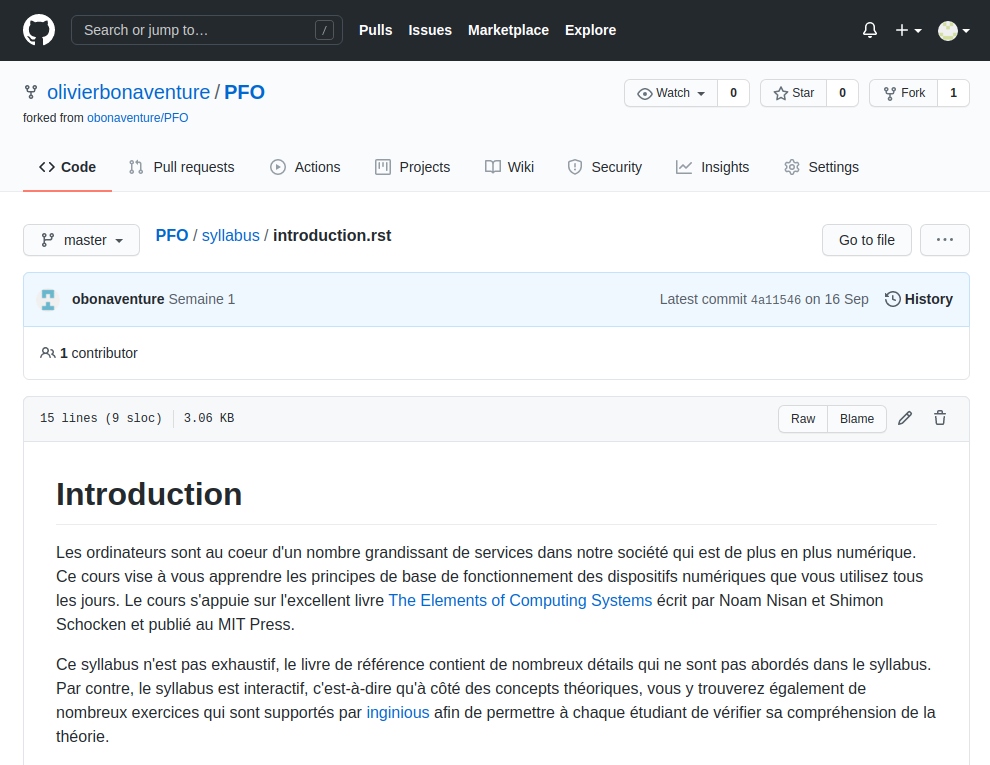 Search or jump to… / Pulls Issues Marketplace Explore
olivierbonaventure / PFO Watch 0 Star 0 Fork 1
forked from obonaventure/PFO
Code Pull requests Actions Projects Wiki Security Insights Settings
master PFO / syllabus / introduction.rst Go to file ...
obonaventure Semaine 1 Latest commit 4a11546 on 16 Sep History
1 contributor
15 lines (9 sloc) 3.06 KB Raw Blame
Introduction
Les ordinateurs sont au coeur d'un nombre grandissant de services dans notre société qui est de plus en plus numérique.
Ce cours vise à vous apprendre les principes de base de fonctionnement des dispositifs numériques que vous utilisez tous
les jours. Le cours s'appuie sur l'excellent livre The Elements of Computing Systems écrit par Noam Nisan et Shimon
Schocken et publié au MIT Press.
Ce syllabus n'est pas exhaustif, le livre de référence contient de nombreux détails qui ne sont pas abordés dans le syllabus.
Par contre, le syllabus est interactif, c'est-à-dire qu'à côté des concepts théoriques, vous y trouverez également de
nombreux exercices qui sont supportés par inginious afin de permettre à chaque étudiant de vérifier sa compréhension de la
théorie.